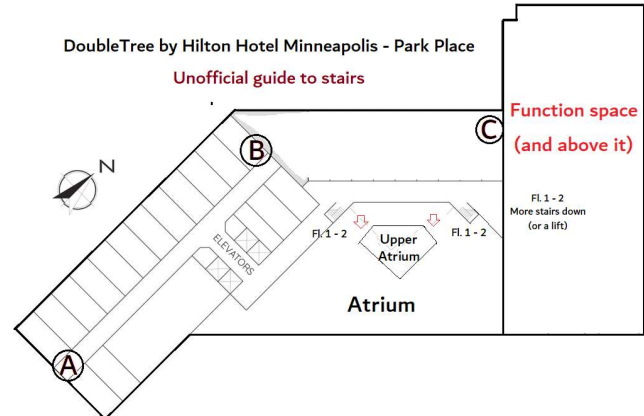 DoubleTree by Hilton Hotel Minneapolis - Park Place
Unofficial guide to stairs
Function space
(and above it)
C
B
N
Fl. 1 - 2
More stairs down
(or a lift)
Fl. 1 - 2
Fl. 1 - 2
Upper
Atrium
ELEVATORS
Atrium
A